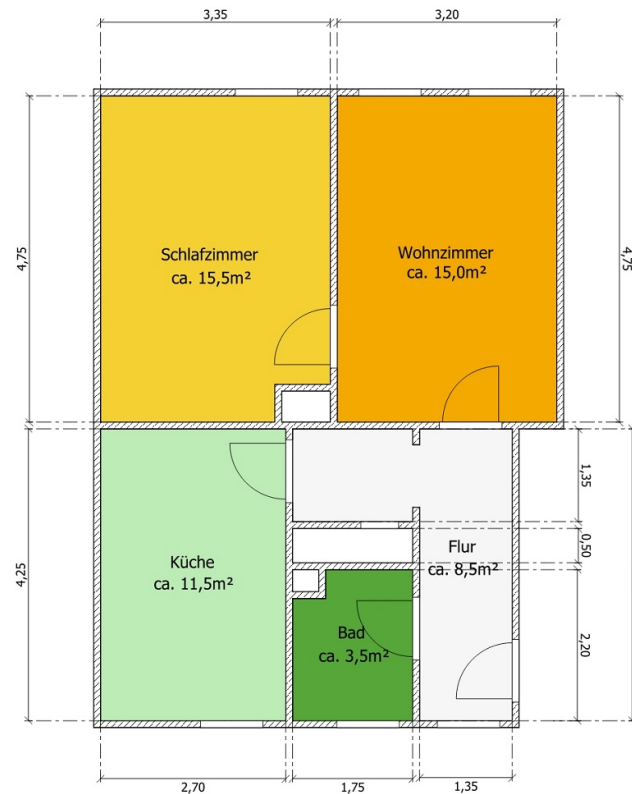 3,35
3,20
4,75
4,75
Schlafzimmer
ca. 15,5m²
Wohnzimmer
ca. 15,0m²
1,35
0,50
2,20
4,25
Küche
ca. 11,5m²
Flur
ca. 8,5m²
Bad
ca. 3,5m²
2,70
1,75
1,35